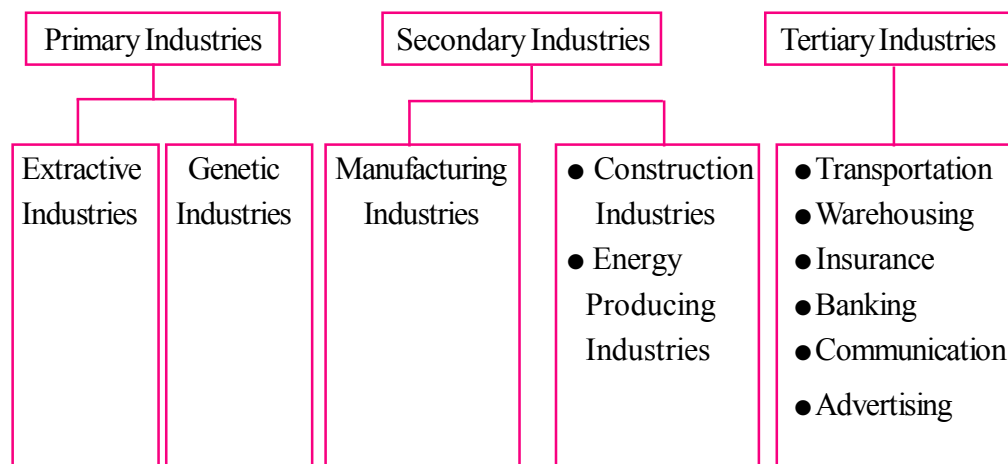 Primary Industries
Secondary Industries
Tertiary Industries
Extractive
Industries
Genetic
Industries
Manufacturing
Industries
● Construction
Industries
● Energy
Producing
Industries
● Transportation
● Warehousing
● Insurance
● Banking
● Communication
● Advertising